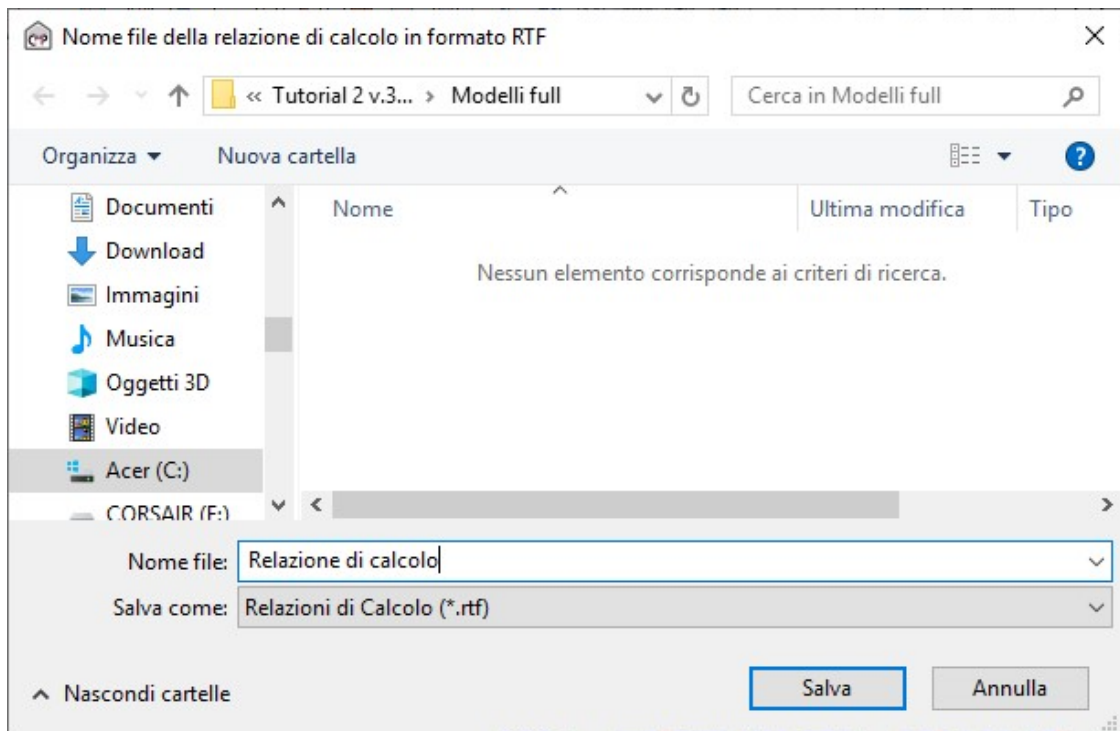 Nome file della relazione di calcolo in formato RTF
« Tutorial 2 v.3... › Modelli full
Cerca in Modelli full
Organizza Nuova cartella
Nome Ultima modifica Tipo
Documenti
Download
Immagini
Musica
Oggetti 3D
Video
Acer (C:)
CORSAIR (F:)
Nessun elemento corrisponde ai criteri di ricerca.
Nome file: Relazione di calcolo
Salva come: Relazioni di Calcolo (*.rtf)
Nascondi cartelle Salva Annulla